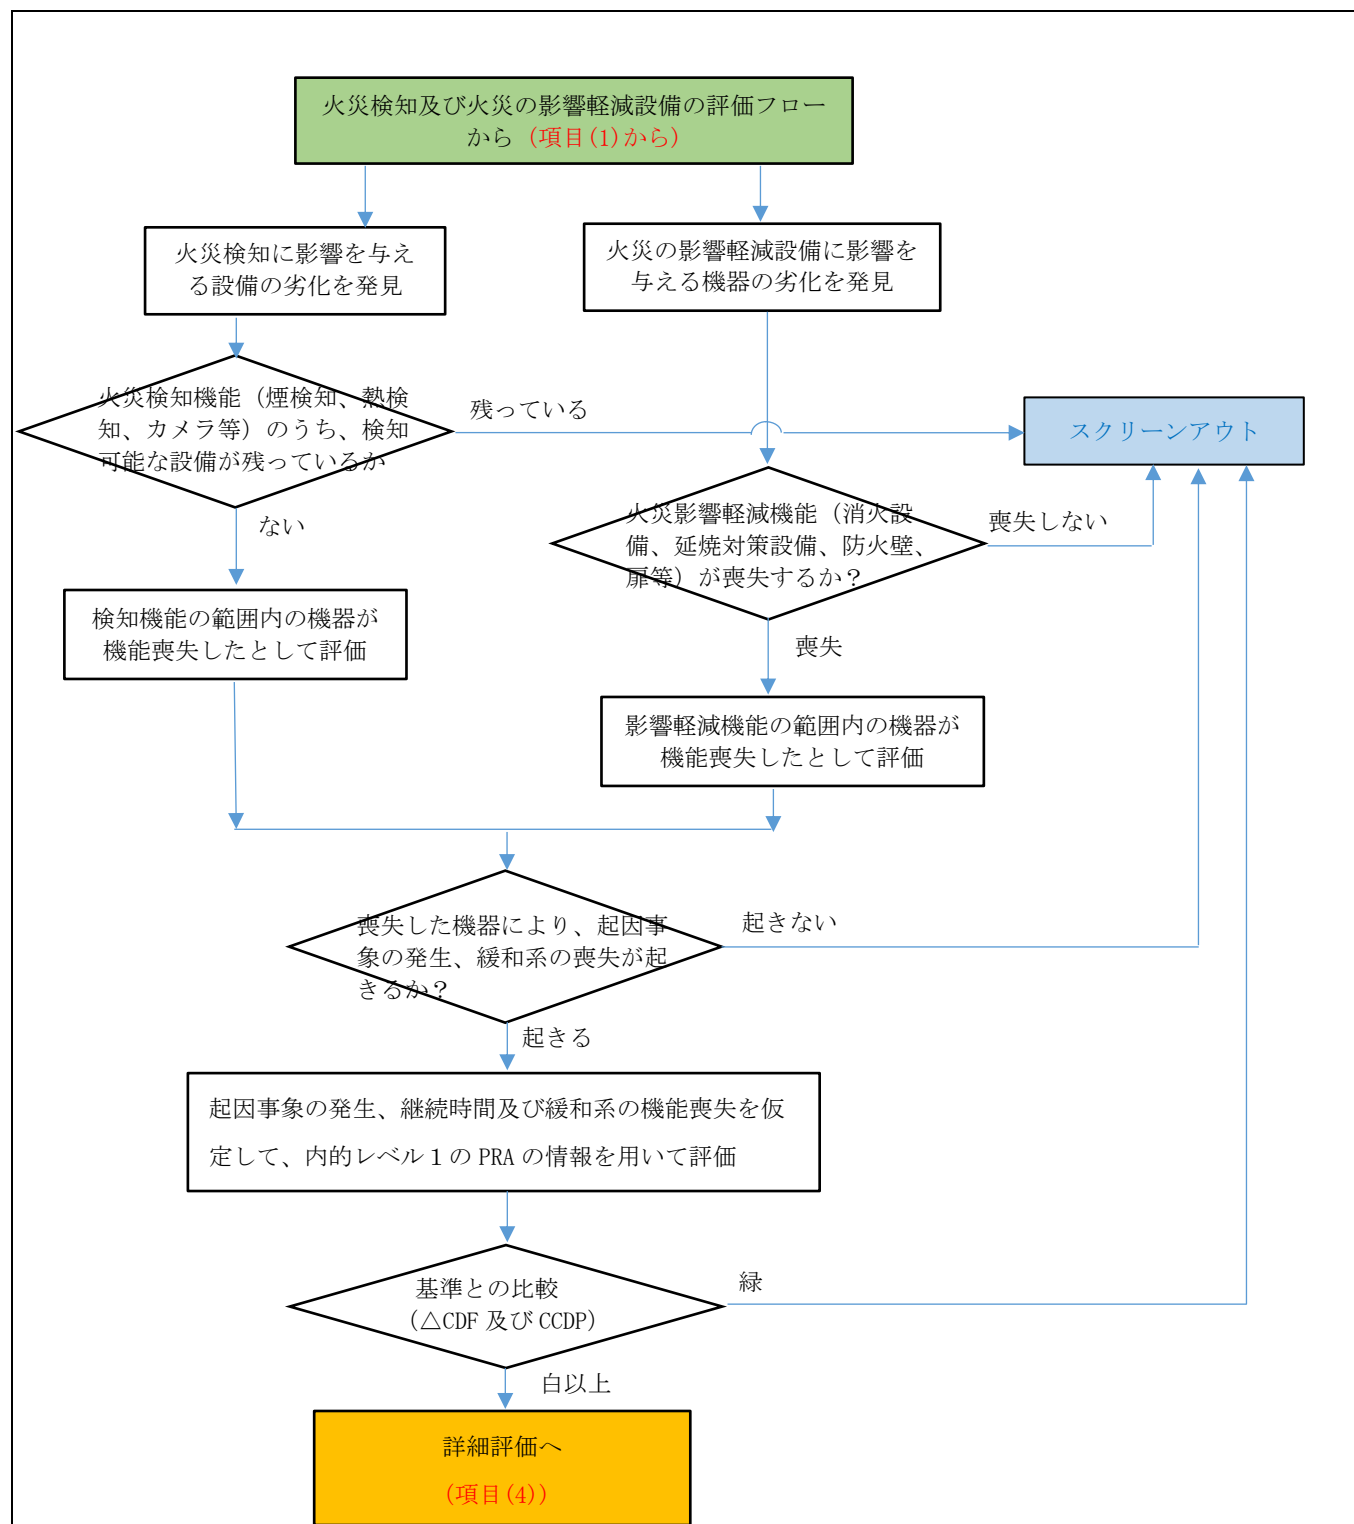 火災検知及び火災の影響軽減設備の評価フロー
から（項目(1)から）
火災検知に影響を与え
る設備の劣化を発見
火災の影響軽減設備に影響を
与える機器の劣化を発見
火災検知機能（煙検知、熱検
知、カメラ等）のうち、検知
可能な設備が残っているか
残っている
スクリーンアウト
ない
火災影響軽減機能（消火設
備、延焼対策設備、防火壁、
扉等）が喪失するか？
喪失しない
検知機能の範囲内の機器が
機能喪失したとして評価
喪失
影響軽減機能の範囲内の機器が
機能喪失したとして評価
喪失した機器により、起因事
象の発生、緩和系の喪失が起
きるか？
起きない
起きる
起因事象の発生、継続時間及び緩和系の機能喪失を仮
定して、内的レベル１の PRA の情報を用いて評価
基準との比較
（△CDF 及び CCDP）
緑
白以上
詳細評価へ
（項目(4)）